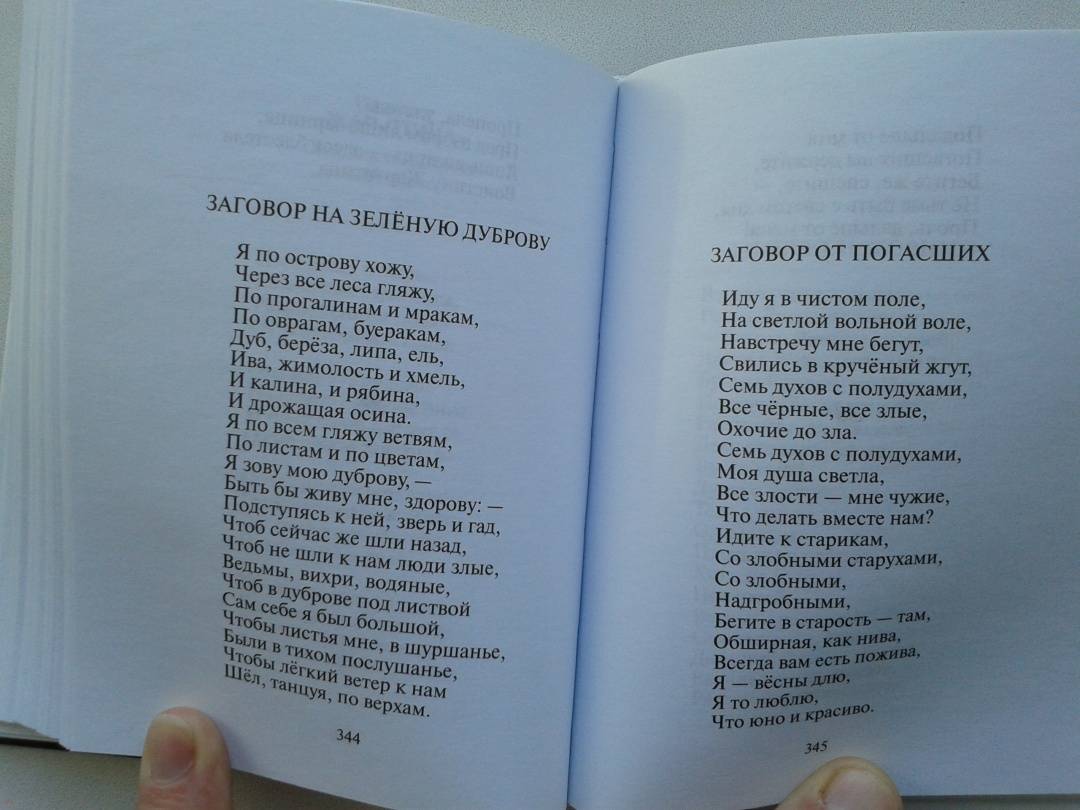 ЗАГОВОР НА ЗЕЛЁНУЮ ДУБРОВУ
Я по острову хожу,
Через все леса гляжу,
По прогалинам и мракам,
По оврагам, буеракам,
Дуб, берёза, липа, ель,
Ива, жимолость и хмель,
И калина, и рябина,
И дрожащая осина.
Я по всем гляжу ветвям,
По листам и по цветам,
Я зову мою дуброву, —
Быть бы живу мне, здорову: —
Подступясь к ней, зверь и гад,
Чтоб сейчас же шли назад,
Чтоб не шли к нам люди злые,
Ведьмы, вихри, водяные,
Чтоб в дуброве под листвой
Сам себе я был большой,
Чтобы листья мне, в шуршанье,
Были в тихом послушанье,
Чтобы лёгкий ветер к нам
Шёл, танцуя, по верхам.
344
ЗАГОВОР ОТ ПОГАСШИХ
Иду я в чистом поле,
На светлой вольной воле,
Навстречу мне бегут,
Свились в кручёный жгут,
Семь духов с полудухами,
Все чёрные, все злые,
Охочие до зла.
Семь духов с полудухами,
Моя душа светла,
Все злости — мне чужие,
Что делать вместе нам?
Идите к старикам,
Со злобными старухами,
Со злобными,
Надгробными,
Бегите в старость — там,
Обширная, как нива,
Всегда вам есть пожива,
Я — вёсны длю,
Я то люблю,
Что юно и красиво.
345